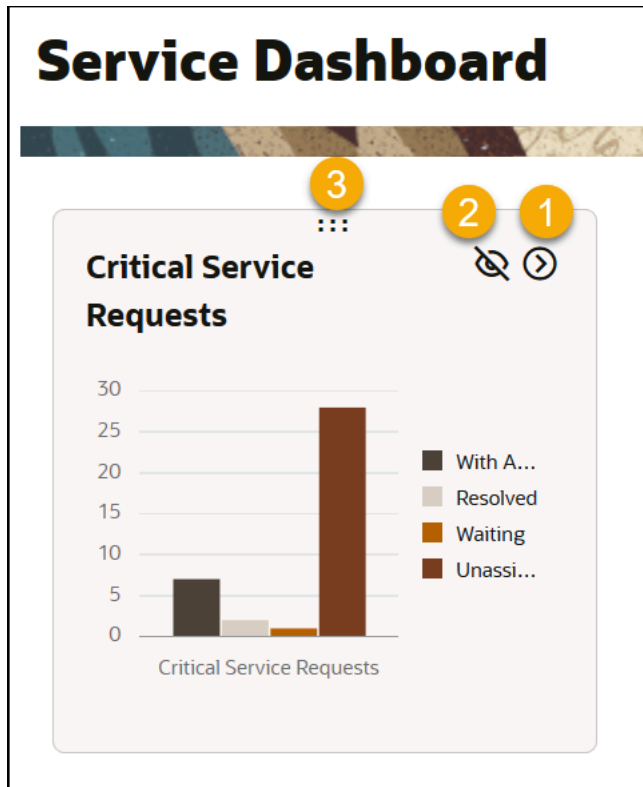 Service Dashboard
3
2
1
Critical Service
Requests
30
25
20
15
10
5
0
With A...
Resolved
Waiting
Unassi...
Critical Service Requests